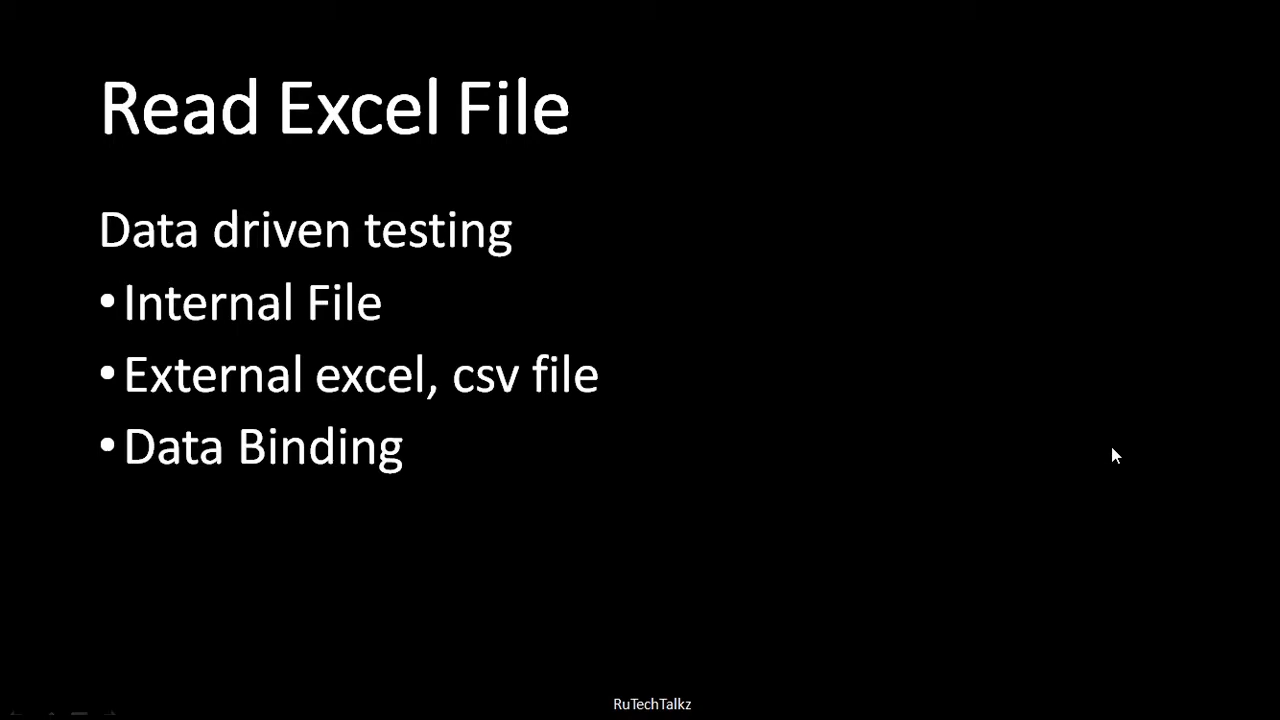 Read Excel File
Data driven testing
• Internal File
• External excel, csv file
• Data Binding
RuTechTalkz